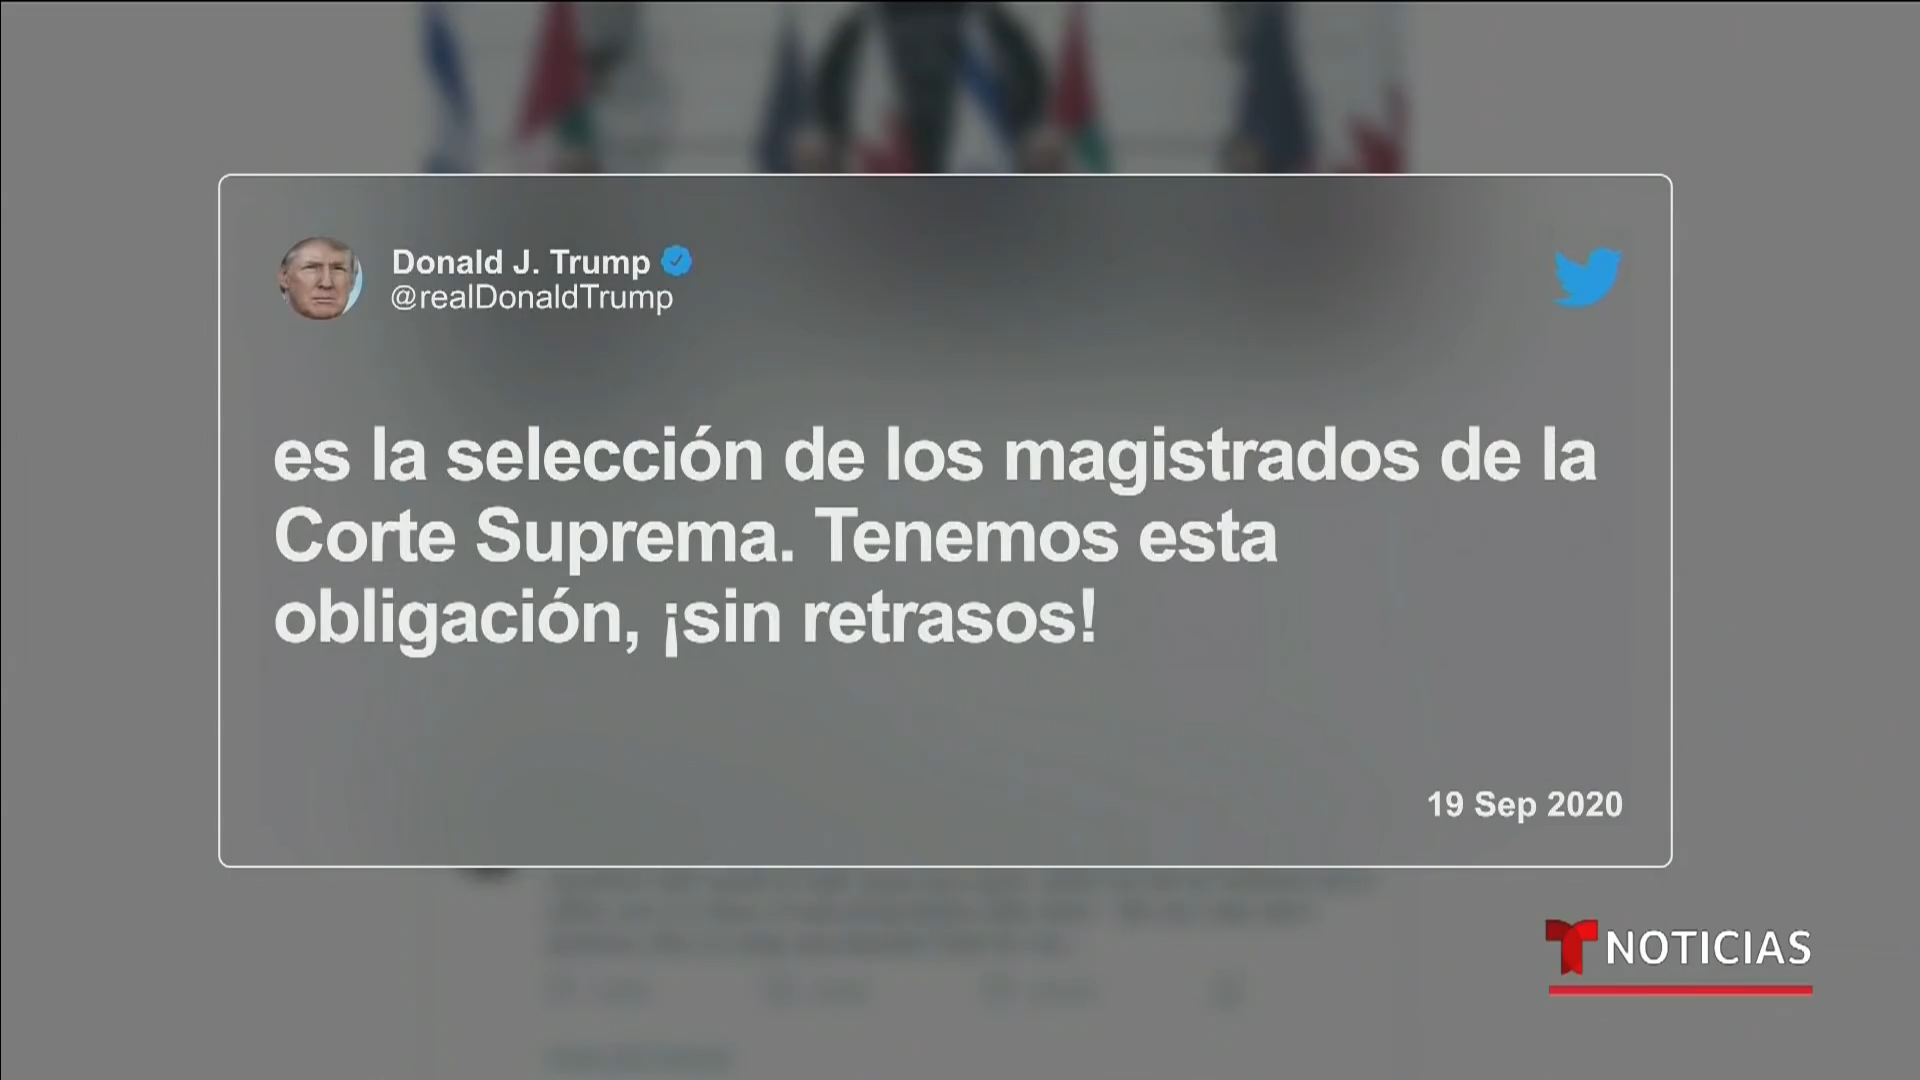 Donald J. Trump
@realDonaldTrump
es la selección de los magistrados de la
Corte Suprema. Tenemos esta
obligación, ¡sin retrasos!
19 Sep 2020
NOTICIAS